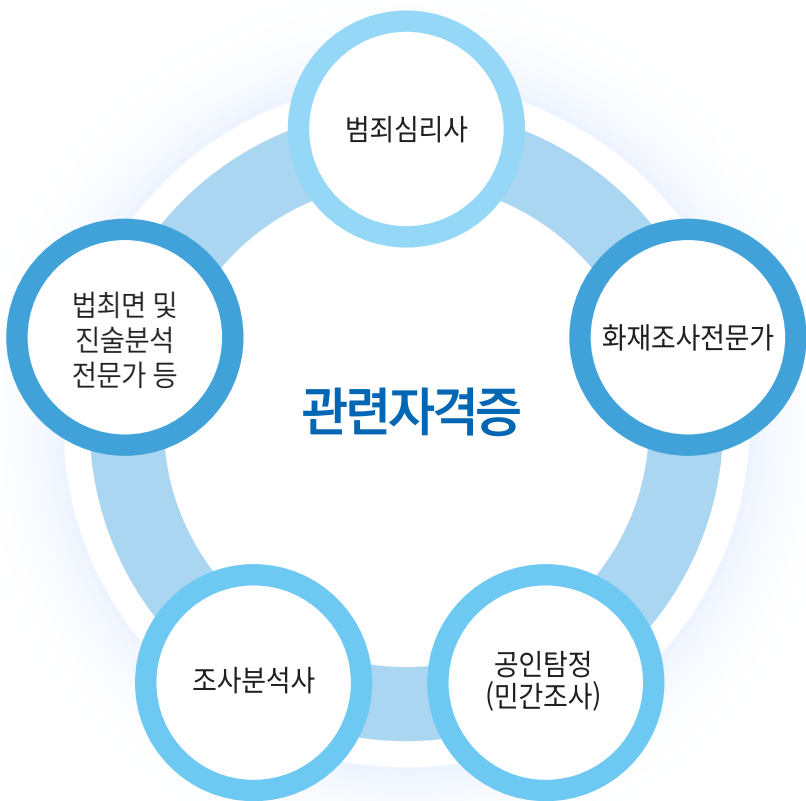 범죄심리사
화재조사전문가
공인탐정
(민간조사)
조사분석사
법최면 및
진술분석
전문가 등
관련자격증